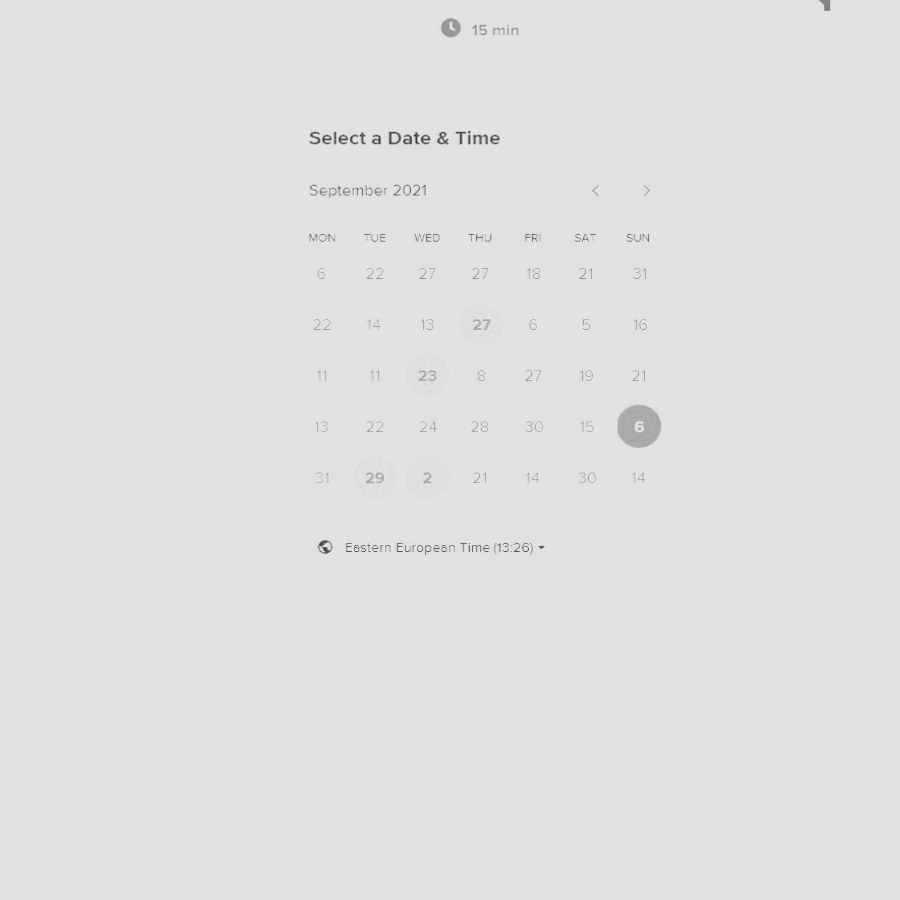 15 min
Select a Date & Time
September 2021
MON TUE WED THU FRI SAT SUN
6 22 27 27 18 21 31
22 14 13 27 6 5 16
11 11 23 8 27 19 21
13 22 24 28 30 15 6
31 29 2 21 14 30 14
Eastern European Time (13:26)